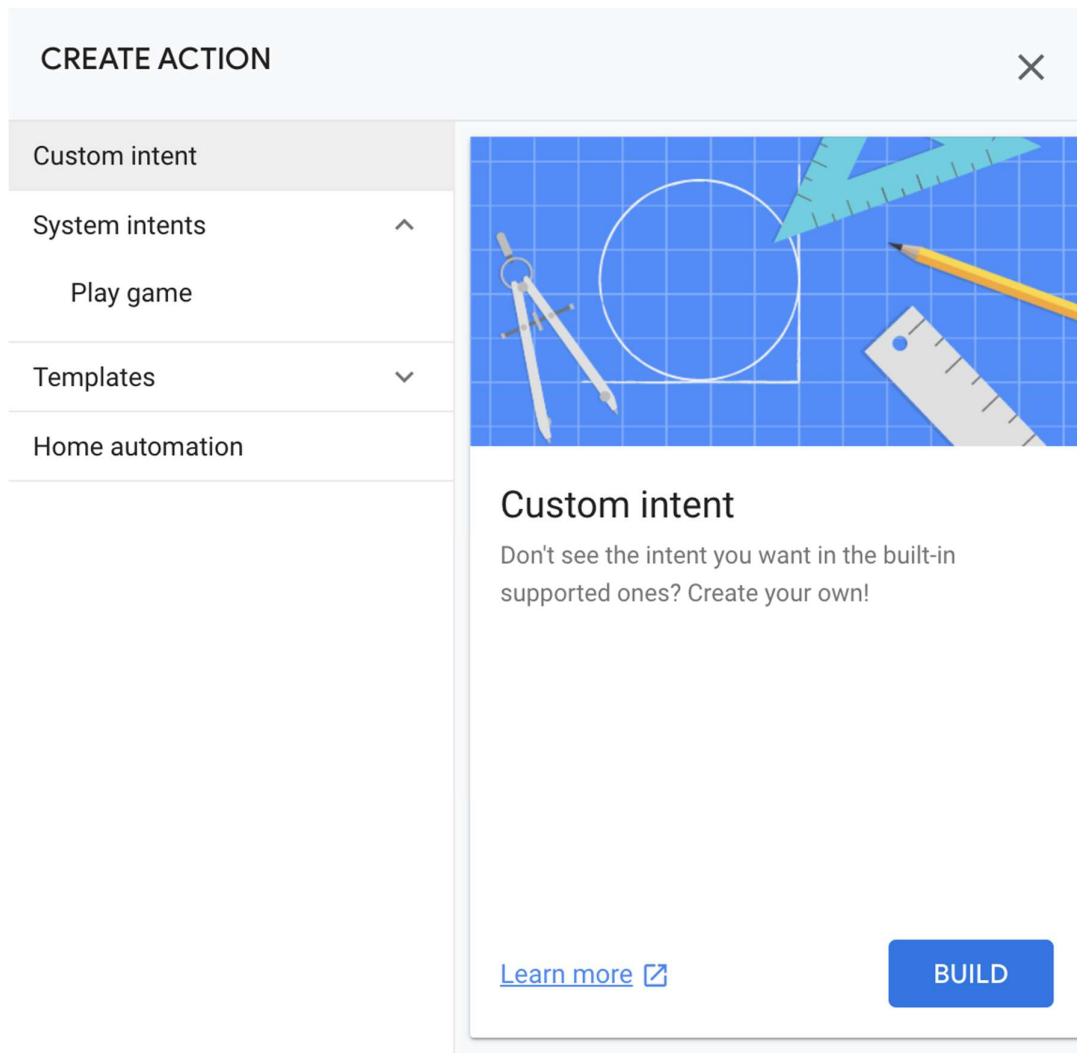 CREATE ACTION
Custom intent
System intents
Play game
Templates
Home automation
Custom intent
Don't see the intent you want in the built-in
supported ones? Create your own!
Learn more
BUILD